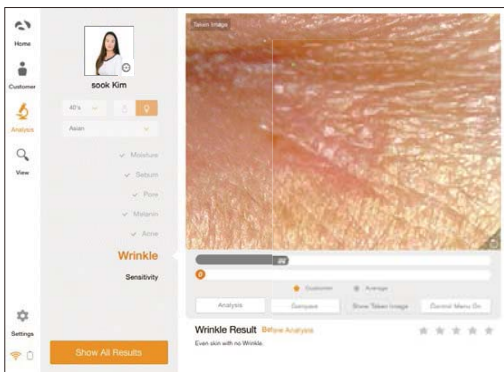 Home
Customer
Analysis
View
Settings
sook Kim
40's
Asian
Moisture
Sebum
Pore
Melanin
Acne
Wrinkle
Sensitivity
Show All Results
Taken Image
0
Customer
Average
Analysis
Compare
Show Taken Image
Control Menu On
Wrinkle Result Before Analysis
Even skin with no Wrinkle.